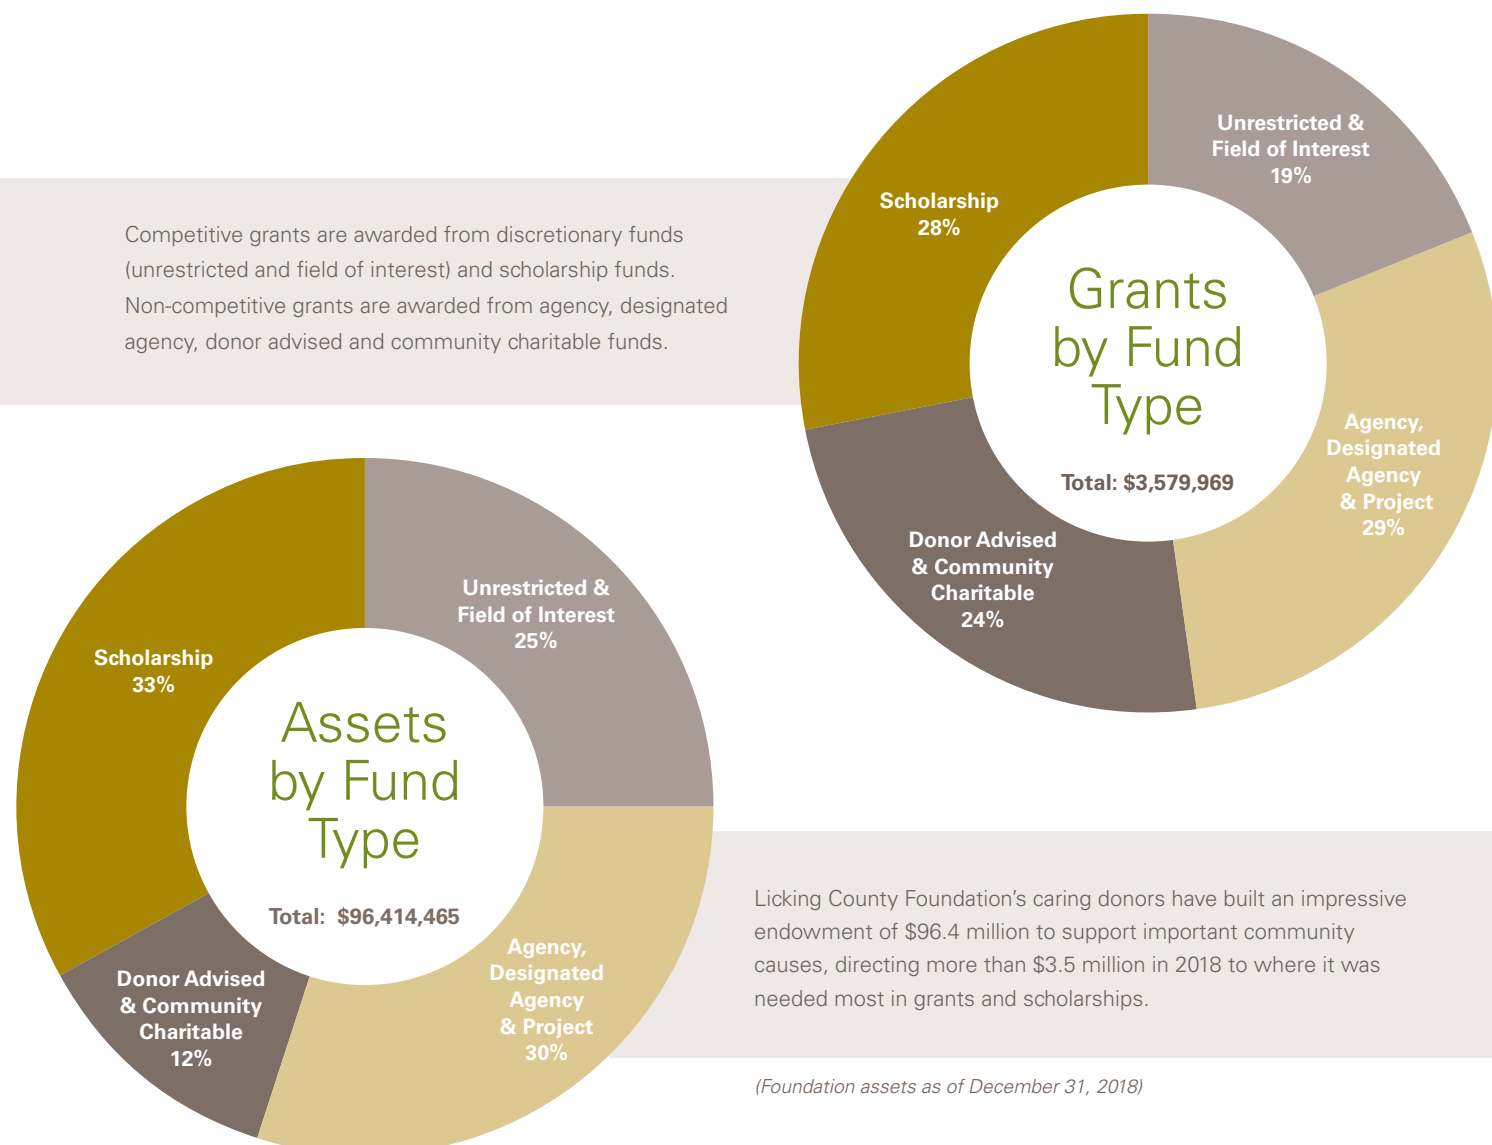 Unrestricted &
Field of Interest
19%
Scholarship
28%
Competitive grants are awarded from discretionary funds
(unrestricted and field of interest) and scholarship funds.
Non-competitive grants are awarded from agency, designated
agency, donor advised and community charitable funds.
Grants
by Fund
Type
Total: $3,579,969
Agency,
Designated
Agency
& Project
29%
Donor Advised
& Community
Charitable
24%
Unrestricted &
Field of Interest
25%
Scholarship
33%
Assets
by Fund
Type
Total: $96,414,465
Agency,
Designated
Agency
& Project
30%
Donor Advised
& Community
Charitable
12%
Licking County Foundation’s caring donors have built an impressive
endowment of $96.4 million to support important community
causes, directing more than $3.5 million in 2018 to where it was
needed most in grants and scholarships.
(Foundation assets as of December 31, 2018)